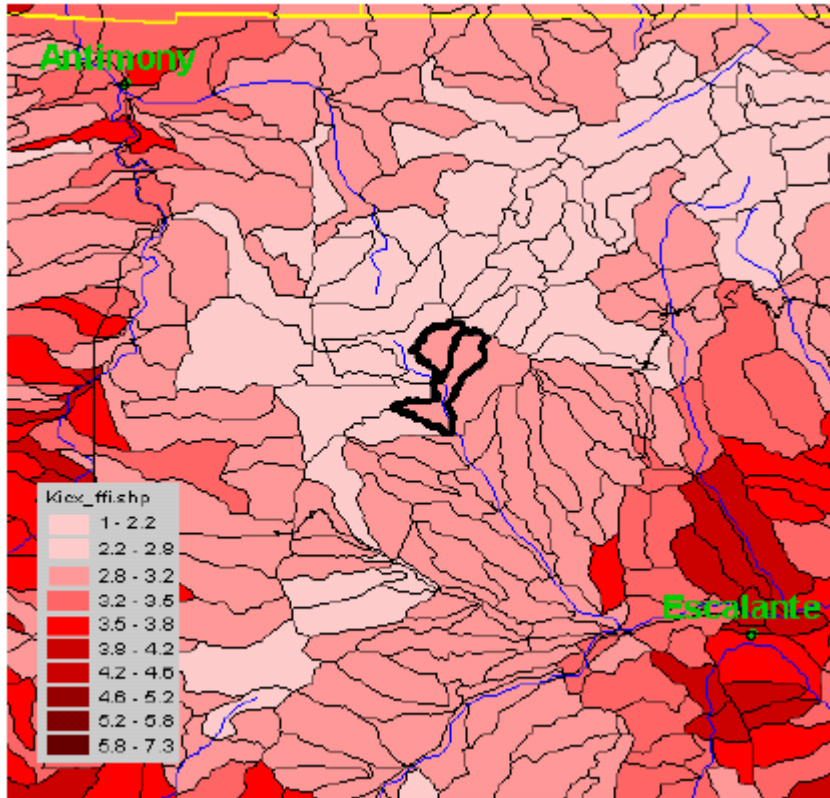 Antimony
Kicx_ffi.shp
1 - 2.2
2.2 - 2.8
2.8 - 3.2
3.2 - 3.5
3.5 - 3.8
3.8 - 4.2
4.2 - 4.6
4.6 - 5.2
5.2 - 5.8
5.8 - 7.3
Escalante